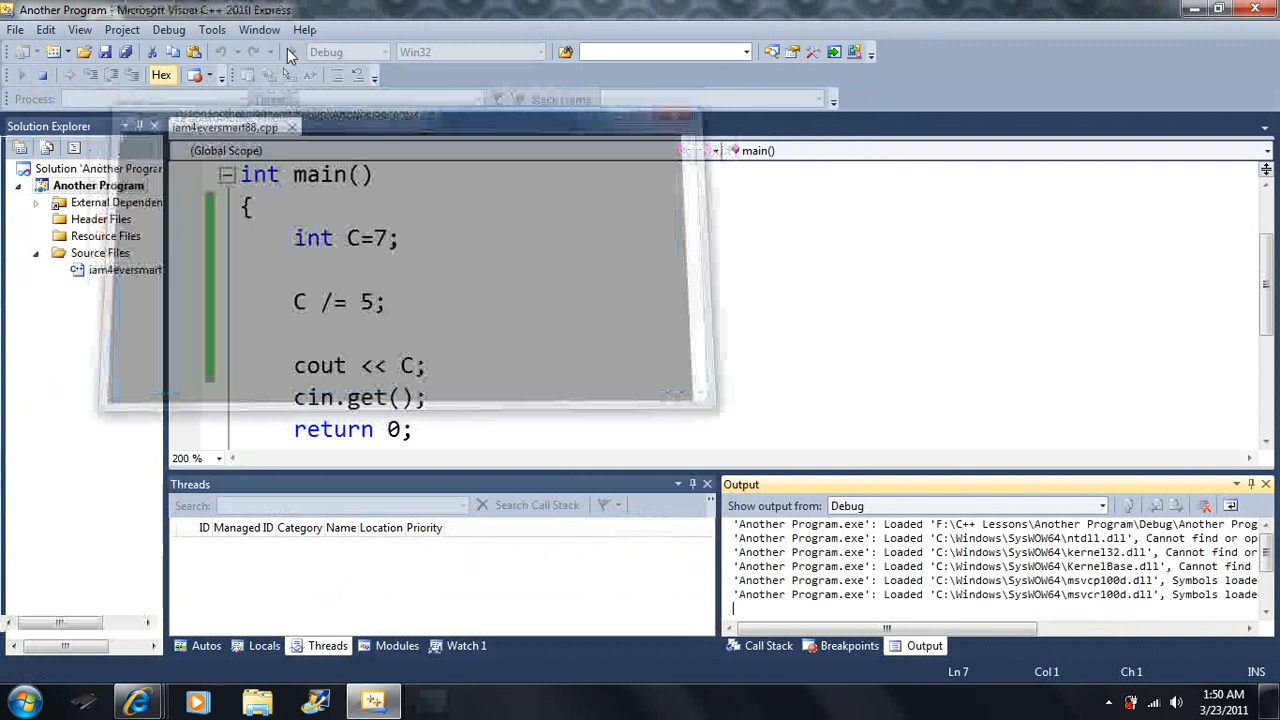 Another Program - Microsoft Visual C++ 2010 Express
File Edit View Project Debug Tools Window Help
Debug Win32
Hex
Process:
Solution Explorer
iam4eversmart88.cpp
(Global Scope) main()
Solution 'Another Program
Another Program
External Dependen
Header Files
Resource Files
Source Files
iam4eversmart
int main()
{
int C=7;
C /= 5;
cout << C;
cin.get();
return 0;
200 %
Threads
Search: Search Call Stack
ID Managed ID Category Name Location Priority
Autos Locals Threads Modules Watch 1
Output
Show output from: Debug
'Another Program.exe': Loaded 'F:\C++ Lessons\Another Program\Debug\Another Prog
'Another Program.exe': Loaded 'C:\Windows\SysWOW64\ntdll.dll', Cannot find or op
'Another Program.exe': Loaded 'C:\Windows\SysWOW64\kernel32.dll', Cannot find or
'Another Program.exe': Loaded 'C:\Windows\SysWOW64\KernelBase.dll', Cannot find
'Another Program.exe': Loaded 'C:\Windows\SysWOW64\msvcp100d.dll', Symbols loade
'Another Program.exe': Loaded 'C:\Windows\SysWOW64\msvcr100d.dll', Symbols loade
Call Stack Breakpoints Output
Ln 7 Col 1 Ch 1 INS
1:50 AM
3/23/2011